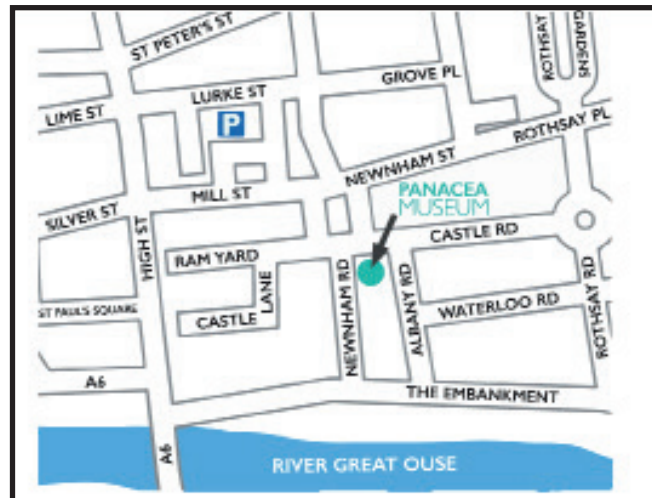 ST PETER'S ST
ROTHSAY
GARDENS
GROVE PL
LURKE ST
LIME ST
P
ROTHSAY PL
NEWNHAM ST
PANACEA
MUSEUM
MILL ST
SILVER ST
HIGH ST
CASTLE RD
RAM YARD
CASTLE
LANE
NEWNHAM RD
ALBANY RD
WATERLOO RD
ROTHSAY RD
ST PAUL'S SQUARE
A6
THE EMBANKMENT
A6
RIVER GREAT OUSE